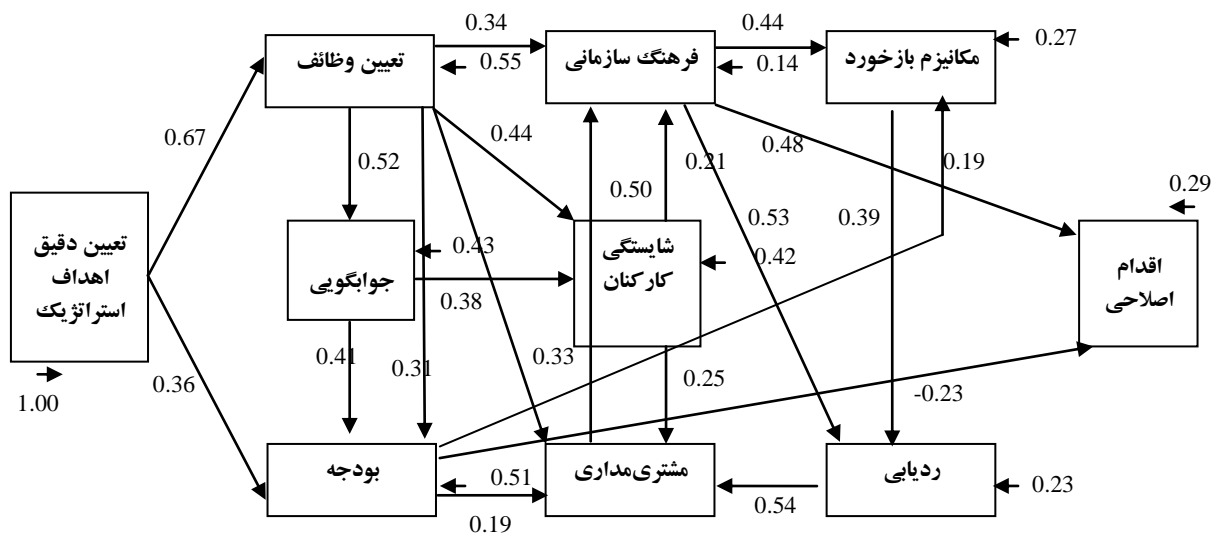 0.34
0.44
تعیین وظائف
0.55
فرهنگ سازمانی
0.14
مکانیزم بازخورد
0.27
0.67
0.44
0.52
0.21
0.48
0.19
0.50
0.39
0.29
تعیین دقیق
اهداف
استراتژیک
1.00
جوابگویی
0.43
0.38
شایستگی
کارکنان
0.53
0.42
اقدام
اصلاحی
0.36
0.41
0.31
0.33
0.25
-0.23
بودجه
0.51
0.19
مشتری‌مداری
0.54
ردیابی
0.23